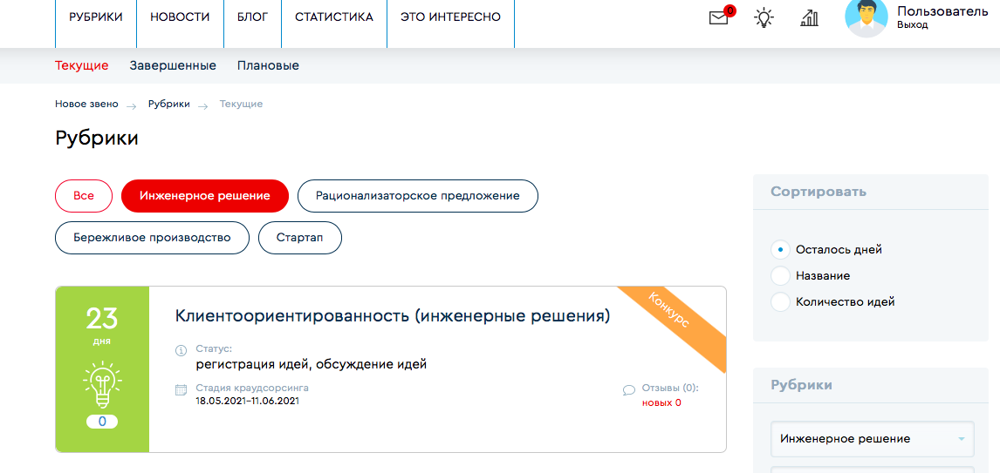 РУБРИКИ НОВОСТИ БЛОГ СТАТИСТИКА ЭТО ИНТЕРЕСНО
0
Пользователь
Выход
Текущие Завершенные Плановые
Новое звено → Рубрики → Текущие
Рубрики
Все Инженерное решение Рационализаторское предложение
Бережливое производство Стартап
23
дня
0
Клиентоориентированность (инженерные решения)
Конкурс
Статус:
регистрация идей, обсуждение идей
Стадия краудсорсинга
18.05.2021–11.06.2021
Отзывы (0):
новых 0
Сортировать
Осталось дней
Название
Количество идей
Рубрики
Инженерное решение